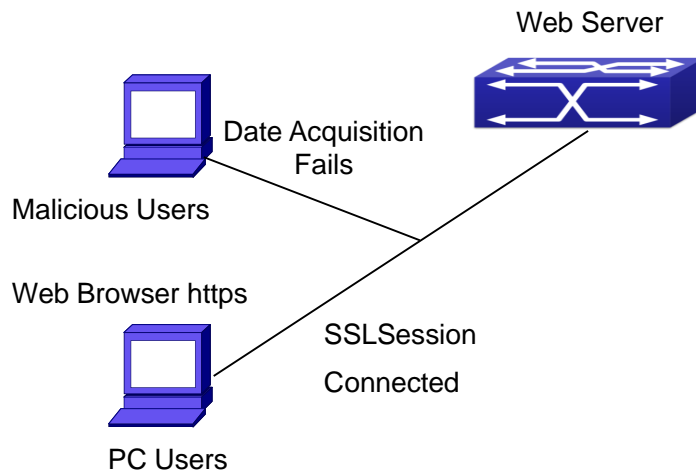 Web Server
Date Acquisition
Fails
Malicious Users
Web Browser https
SSLSession
Connected
PC Users